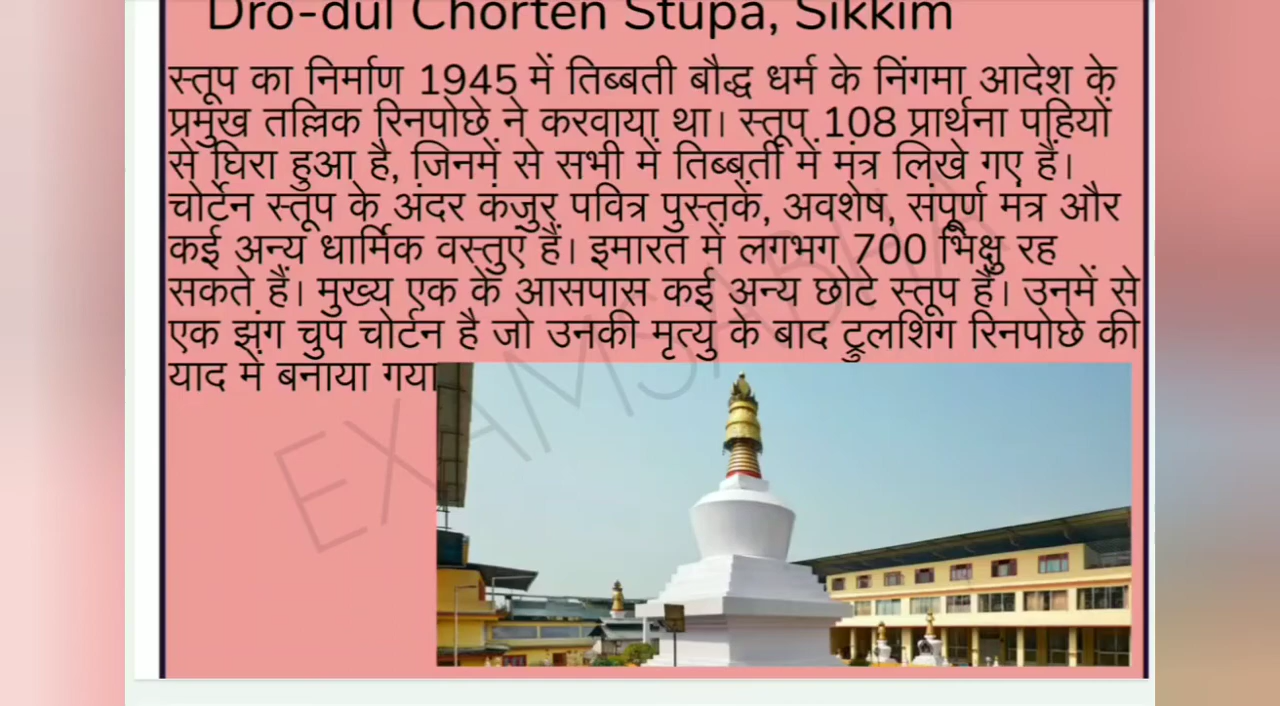 Dro-dul Chorten Stupa, Sikkim
स्तूप का निर्माण 1945 में तिब्बती बौद्ध धर्म के निंगमा आदेश के
प्रमुख तल्लिक रिनपोछे ने करवाया था। स्तूप 108 प्रार्थना पहियों
से घिरा हुआ है, जिनमें से सभी में तिब्बती में मंत्र लिखे गए हैं।
चोर्टेन स्तूप के अंदर कंजुर पवित्र पुस्तकें, अवशेष, संपूर्ण मंत्र और
कई अन्य धार्मिक वस्तुएं हैं। इमारत में लगभग 700 भिक्षु रह
सकते हैं। मुख्य एक के आसपास कई अन्य छोटे स्तूप हैं। उनमें से
एक झंग चुप चोर्टेन है जो उनकी मृत्यु के बाद ट्रुलशिंग रिनपोछे की
याद में बनाया गया
EXAMSABHA